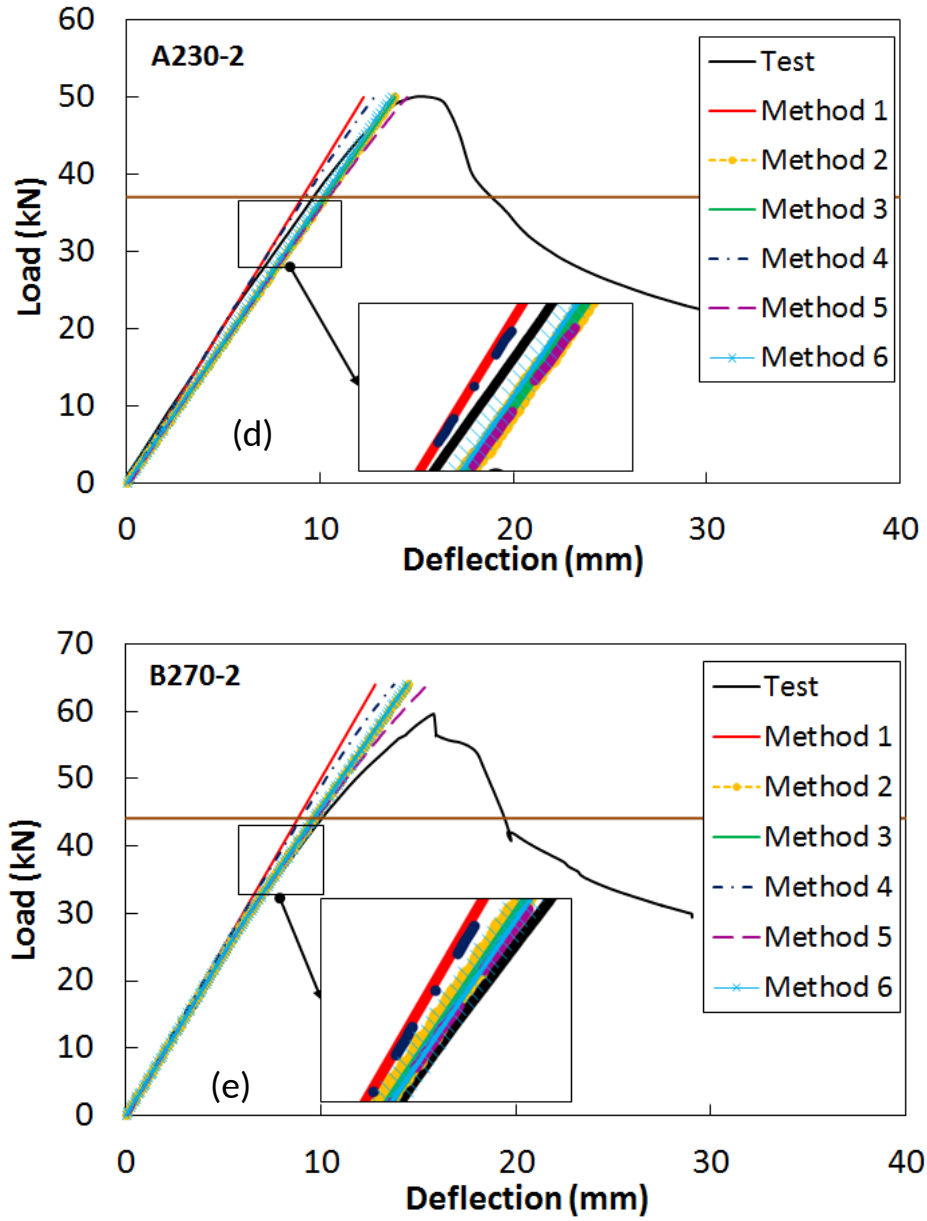 A230-2
Load (kN)
60
50
40
30
20
10
0
0 10 20 30 40
Deflection (mm)
Test
Method 1
Method 2
Method 3
Method 4
Method 5
Method 6
(d)
B270-2
Load (kN)
70
60
50
40
30
20
10
0
0 10 20 30 40
Deflection (mm)
Test
Method 1
Method 2
Method 3
Method 4
Method 5
Method 6
(e)